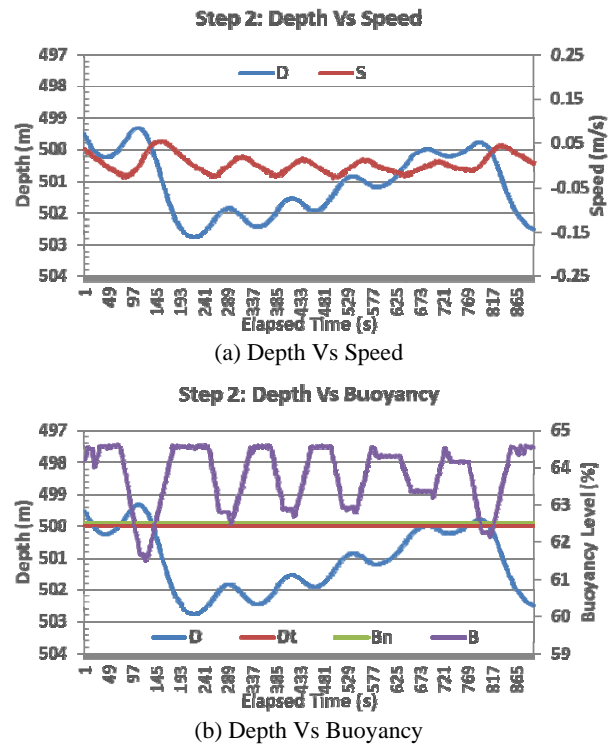 Step 2: Depth Vs Speed
D S
Depth (m)
497
498
499
500
501
502
503
504
0.25
0.15
0.05
-0.05
-0.15
-0.25
Speed (m/s)
1 49 97 145 193 241 289 337 385 433 481 529 577 625 673 721 769 817 865
Elapsed Time (s)
(a) Depth Vs Speed
Step 2: Depth Vs Buoyancy
Depth (m)
497
498
499
500
501
502
503
504
65
64
63
62
61
60
59
Buoyancy Level (%)
D Dt Bn B
1 49 97 145 193 241 289 337 385 433 481 529 577 625 673 721 769 817 865
Elapsed Time (s)
(b) Depth Vs Buoyancy